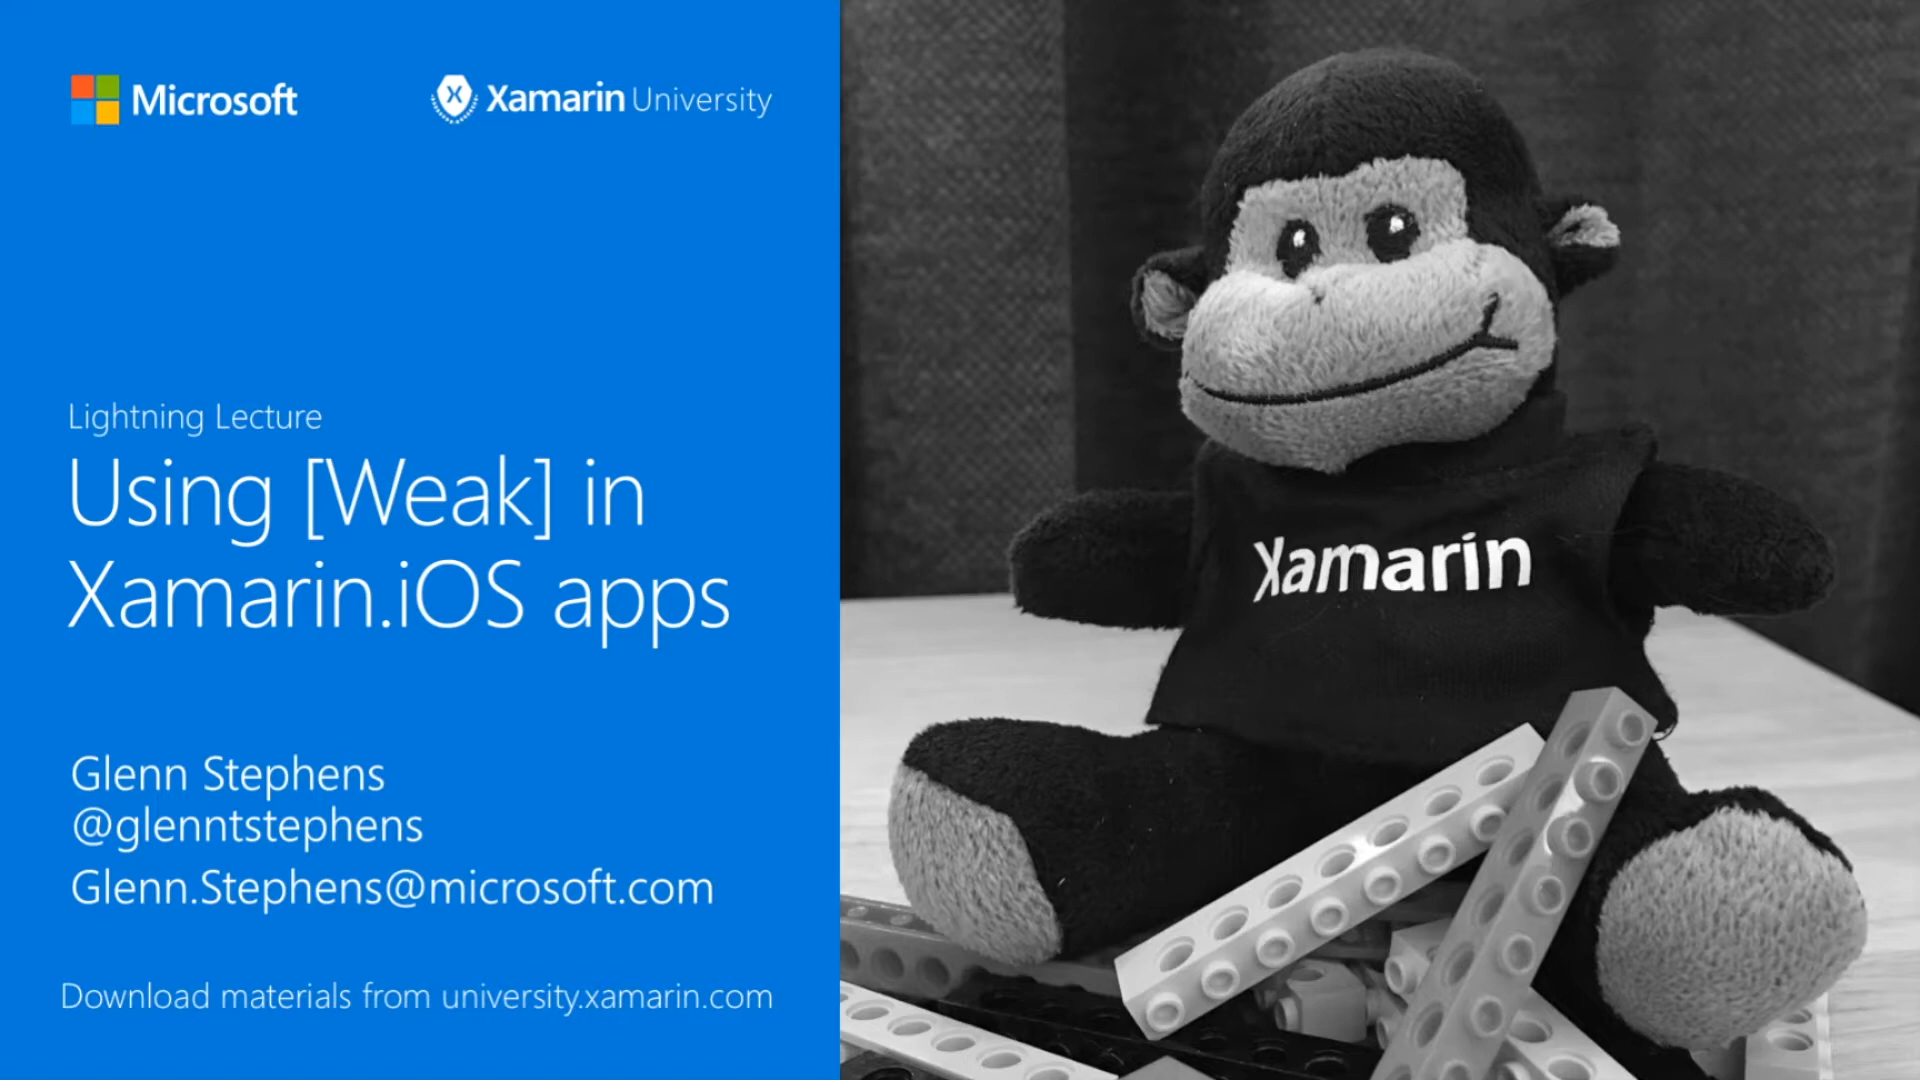 Microsoft
Xamarin University
Lightning Lecture
Using [Weak] in
Xamarin.iOS apps
Glenn Stephens
@glenntstephens
Glenn.Stephens@microsoft.com
Download materials from university.xamarin.com
Xamarin